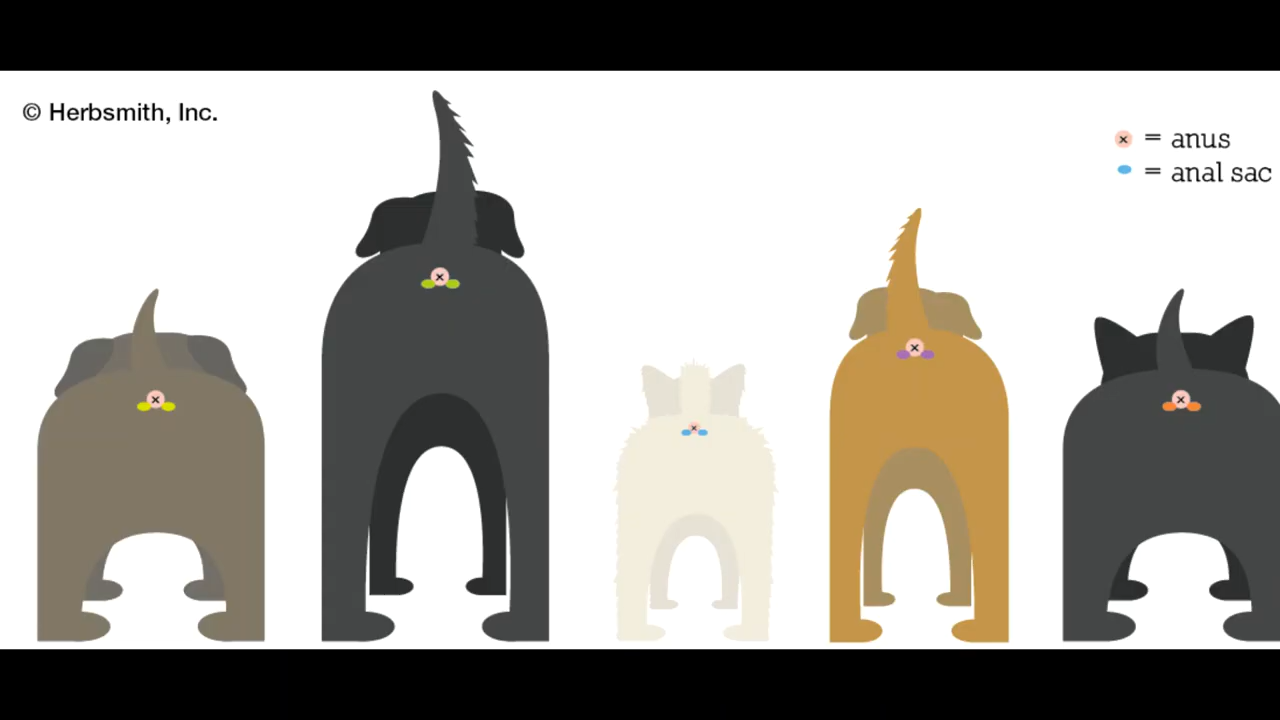 © Herbsmith, Inc.
= anus
= anal sac